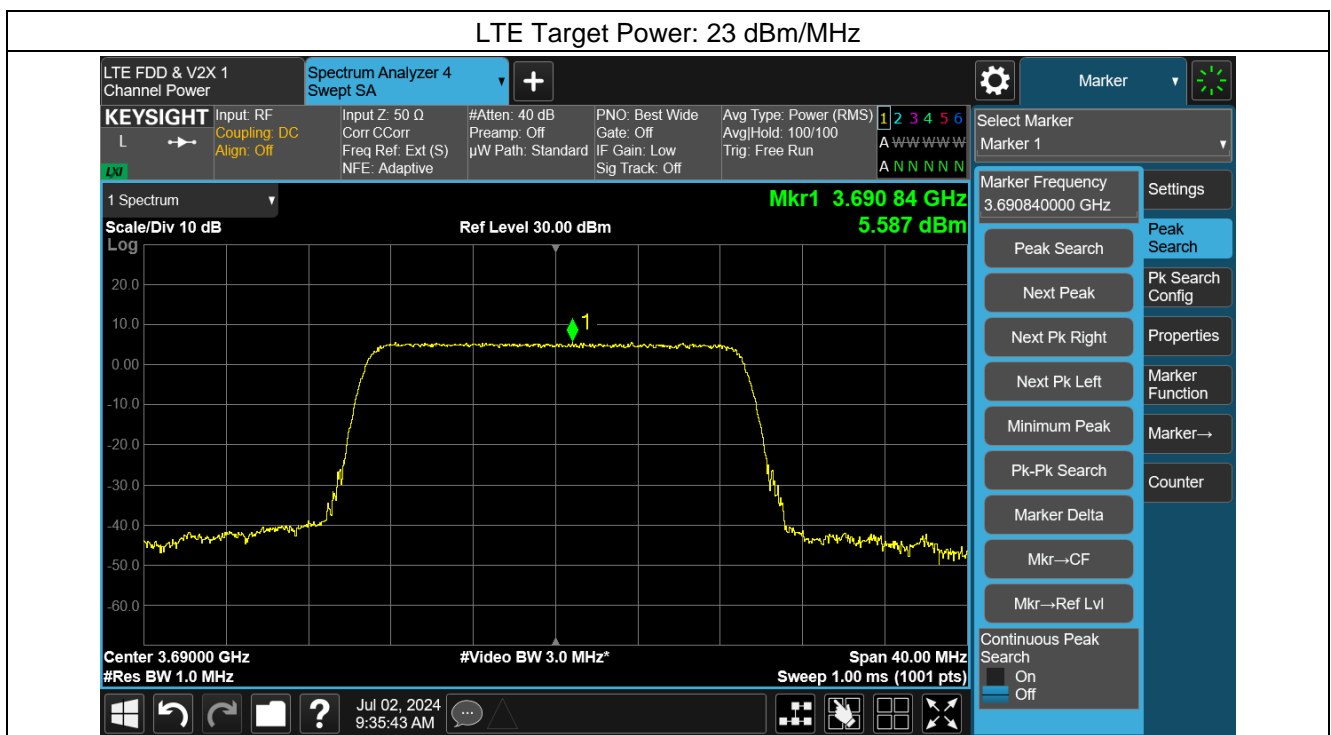 LTE Target Power: 23 dBm/MHz
LTE FDD & V2X 1
Channel Power
Spectrum Analyzer 4
Swept SA
Marker
KEYSIGHT
L
LXI
Input: RF
Coupling: DC
Align: Off
Input Z: 50 Ω
Corr CCorr
Freq Ref: Ext (S)
NFE: Adaptive
#Atten: 40 dB
Preamp: Off
µW Path: Standard
PNO: Best Wide
Gate: Off
IF Gain: Low
Sig Track: Off
Avg Type: Power (RMS)
Avg|Hold: 100/100
Trig: Free Run
1 2 3 4 5 6
A W W W W W
A N N N N N
Select Marker
Marker 1
1 Spectrum
Mkr1 3.690 84 GHz
5.587 dBm
Scale/Div 10 dB
Ref Level 30.00 dBm
Log
20.0
10.0
0.00
-10.0
-20.0
-30.0
-40.0
-50.0
-60.0
1
Center 3.69000 GHz
#Video BW 3.0 MHz*
Span 40.00 MHz
#Res BW 1.0 MHz
Sweep 1.00 ms (1001 pts)
Marker Frequency
3.690840000 GHz
Peak Search
Next Peak
Next Pk Right
Next Pk Left
Minimum Peak
Pk-Pk Search
Marker Delta
Mkr→CF
Mkr→Ref Lvl
Continuous Peak
Search
On
Off
Settings
Peak
Search
Pk Search
Config
Properties
Marker
Function
Marker→
Counter
?
Jul 02, 2024
9:35:43 AM